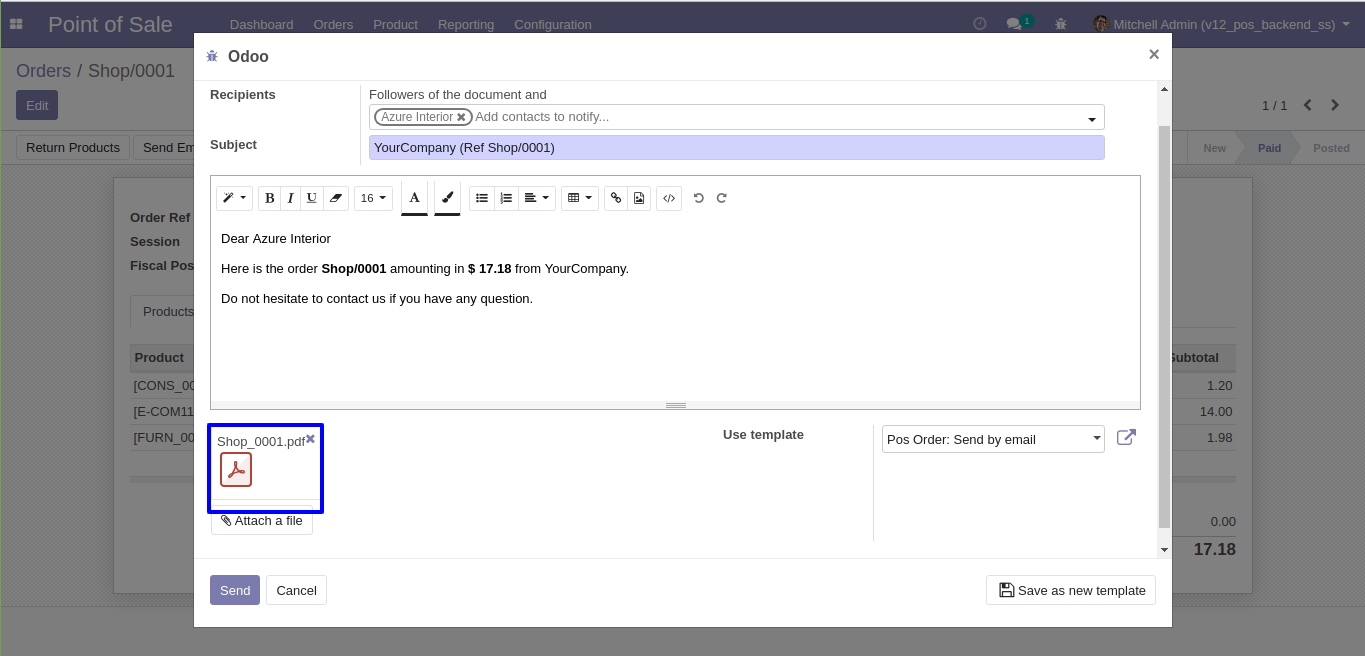 Point of Sale Dashboard Orders Product Reporting Configuration 1 Mitchell Admin (v12_pos_backend_ss)
Orders / Shop/0001
Edit
1 / 1
Return Products Send Em
New Paid Posted
Order Ref
Session
Fiscal Pos
Products
Product Subtotal
[CONS_00 1.20
[E-COM11 14.00
[FURN_00 1.98
0.00
17.18
Odoo ×
Recipients Followers of the document and
Azure Interior Add contacts to notify...
Subject YourCompany (Ref Shop/0001)
B I U 16 A </>
Dear Azure Interior
Here is the order Shop/0001 amounting in $ 17.18 from YourCompany.
Do not hesitate to contact us if you have any question.
Shop_0001.pdf
Use template Pos Order: Send by email
Attach a file
Send Cancel Save as new template